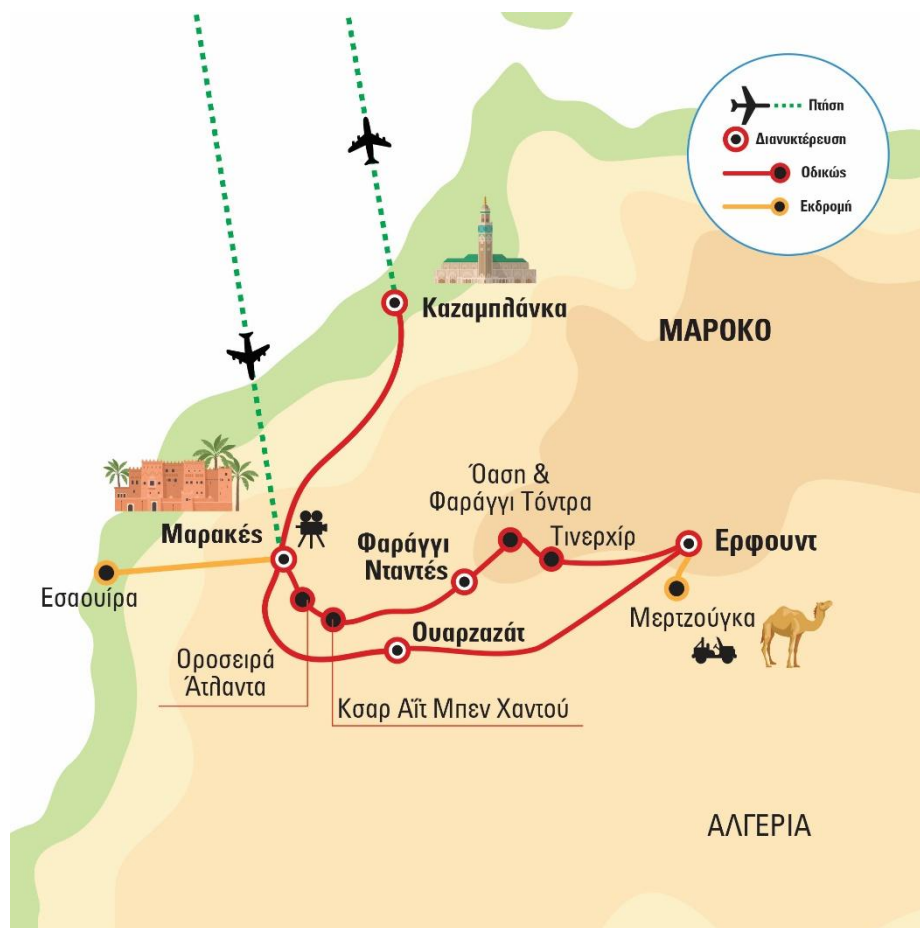 Πτήση
Διανυκτέρευση
Οδικώς
Εκδρομή
Καζαμπλάνκα
ΜΑΡΟΚΟ
Όαση &
Φαράγγι Τόντρα
Μαρακές
Φαράγγι
Νταντές
Τινερχίρ
Ερφουντ
Εσαουίρα
Μερτζούγκα
Ουαρζαζάτ
Οροσειρά
Άτλαντα
Κσαρ Αΐτ Μπεν Χαντού
ΑΛΓΕΡΙΑ